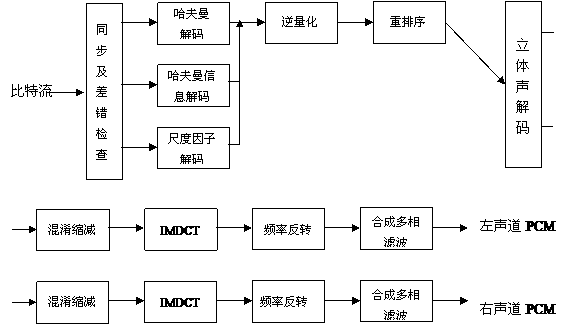 比特流
同步及差错检查
哈夫曼
解码
哈夫曼信
息解码
尺度因子
解码
逆量化
重排序
立体声解码
混淆缩减
IMDCT
频率反转
合成多相
滤波
左声道 PCM
混淆缩减
IMDCT
频率反转
合成多相
滤波
右声道 PCM